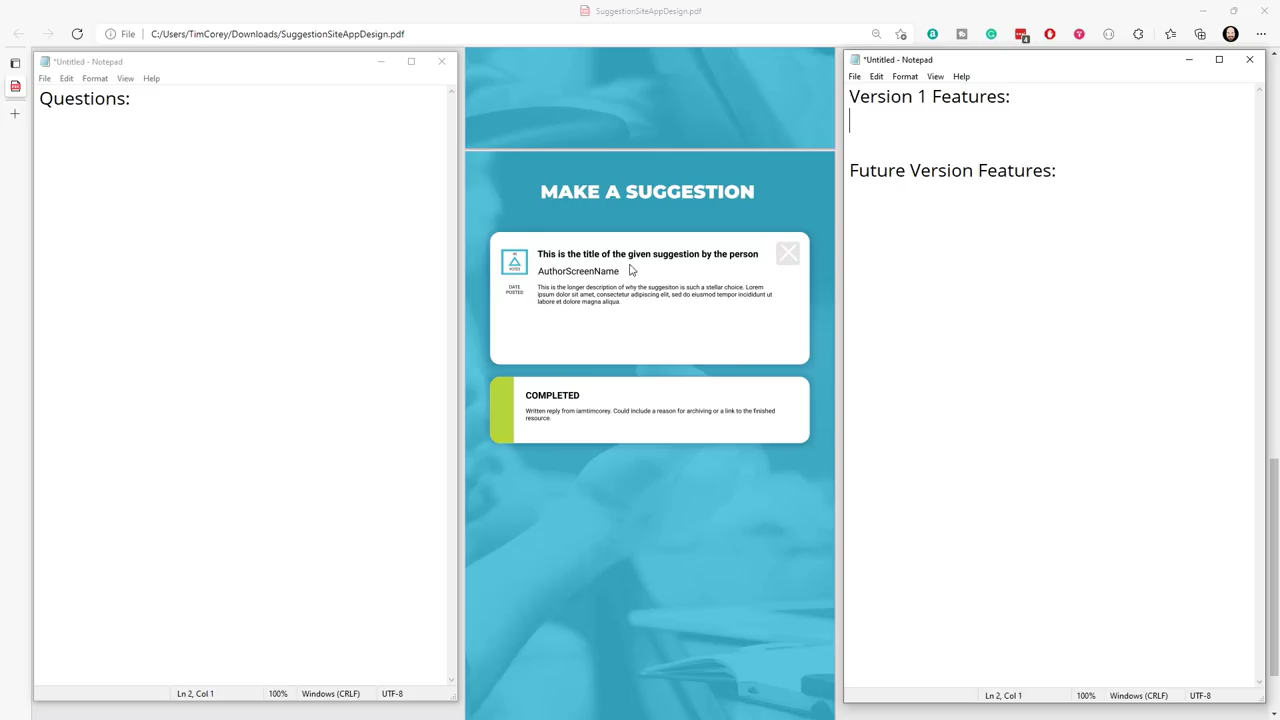 SuggestionSiteAppDesign.pdf
File C:/Users/TimCorey/Downloads/SuggestionSiteAppDesign.pdf
4
*Untitled - Notepad
File Edit Format View Help
Questions:
Ln 2, Col 1 100% Windows (CRLF) UTF-8
MAKE A SUGGESTION
VOTES
This is the title of the given suggestion by the person
AuthorScreenName
DATE
POSTED
This is the longer description of why the suggesiton is such a stellar choice. Lorem
ipsum dolor sit amet, consectetur adipiscing elit, sed do eiusmod tempor incididunt ut
labore et dolore magna aliqua.
COMPLETED
Written reply from iamtimcorey. Could include a reason for archiving or a link to the finished
resource.
*Untitled - Notepad
File Edit Format View Help
Version 1 Features:
Future Version Features:
Ln 2, Col 1 100% Windows (CRLF) UTF-8